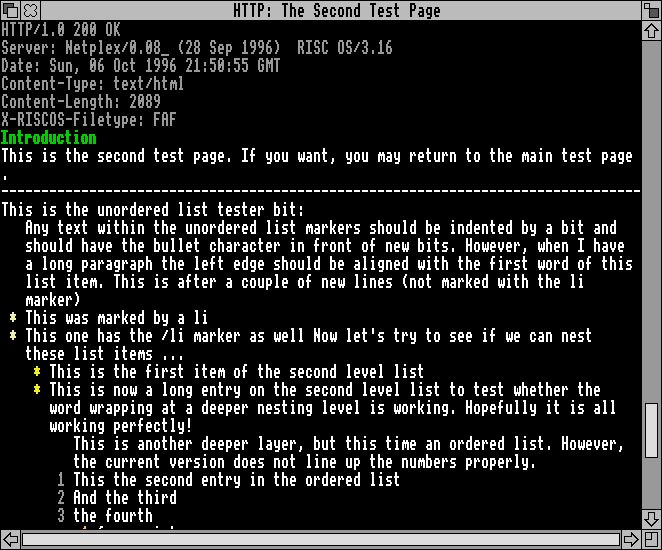 HTTP: The Second Test Page
HTTP/1.0 200 OK
Server: Netplex/0.08_ (28 Sep 1996)  RISC OS/3.16
Date: Sun, 06 Oct 1996 21:50:55 GMT
Content-Type: text/html
Content-Length: 2089
X-RISCOS-Filetype: FAF
Introduction
This is the second test page. If you want, you may return to the main test page
.
--------------------------------------------------------------------------------
This is the unordered list tester bit:
Any text within the unordered list markers should be indented by a bit and
should have the bullet character in front of new bits. However, when I have
a long paragraph the left edge should be aligned with the first word of this
list item. This is after a couple of new lines (not marked with the li
marker)
* This was marked by a li
* This one has the /li marker as well Now let's try to see if we can nest
these list items ...
* This is the first item of the second level list
* This is now a long entry on the second level list to test whether the
word wrapping at a deeper nesting level is working. Hopefully it is all
working perfectly!
This is another deeper layer, but this time an ordered list. However,
the current version does not line up the numbers properly.
1 This the second entry in the ordered list
2 And the third
3 the fourth